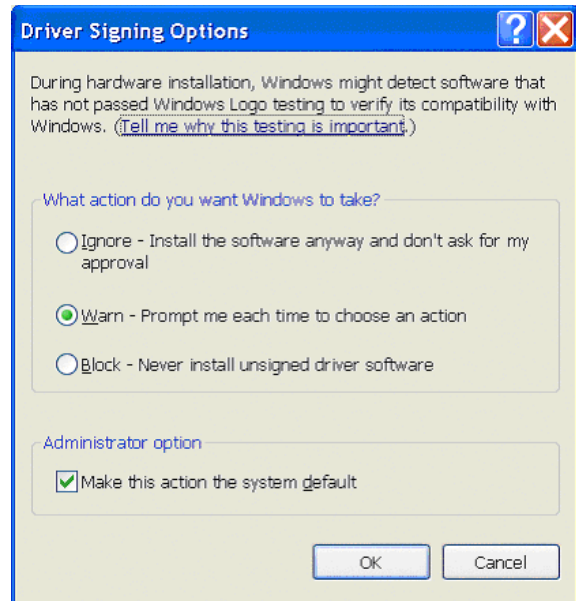 Driver Signing Options
During hardware installation, Windows might detect software that
has not passed Windows Logo testing to verify its compatibility with
Windows. (Tell me why this testing is important.)
What action do you want Windows to take?
Ignore - Install the software anyway and don't ask for my
approval
Warn - Prompt me each time to choose an action
Block - Never install unsigned driver software
Administrator option
Make this action the system default
OK Cancel